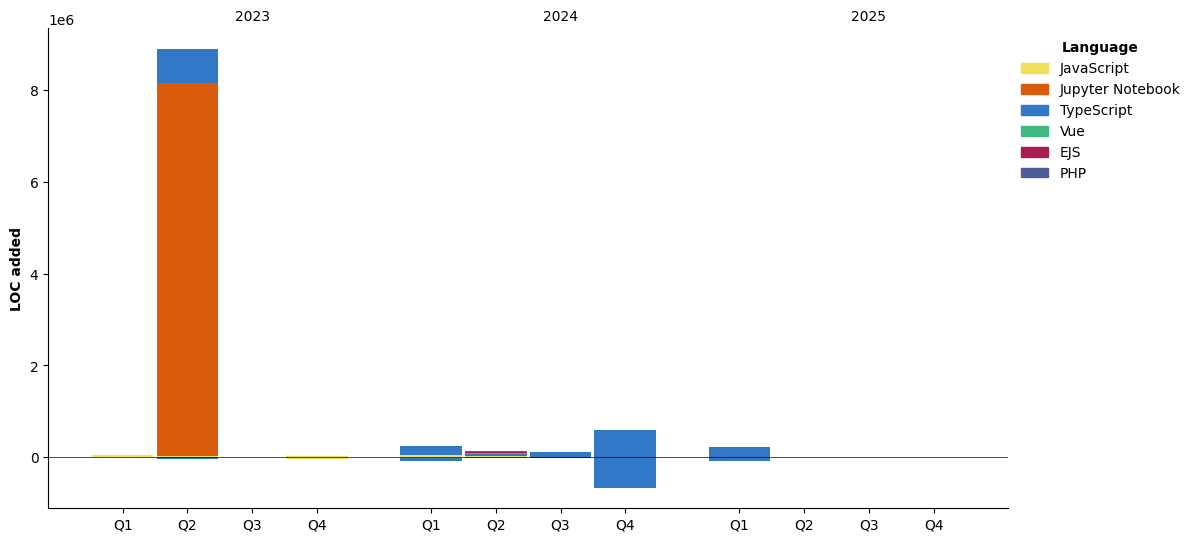 1e6
2023
2024
2025
8
6
4
2
0
LOC added
Q1
Q2
Q3
Q4
Q1
Q2
Q3
Q4
Q1
Q2
Q3
Q4
Language
JavaScript
Jupyter Notebook
TypeScript
Vue
EJS
PHP